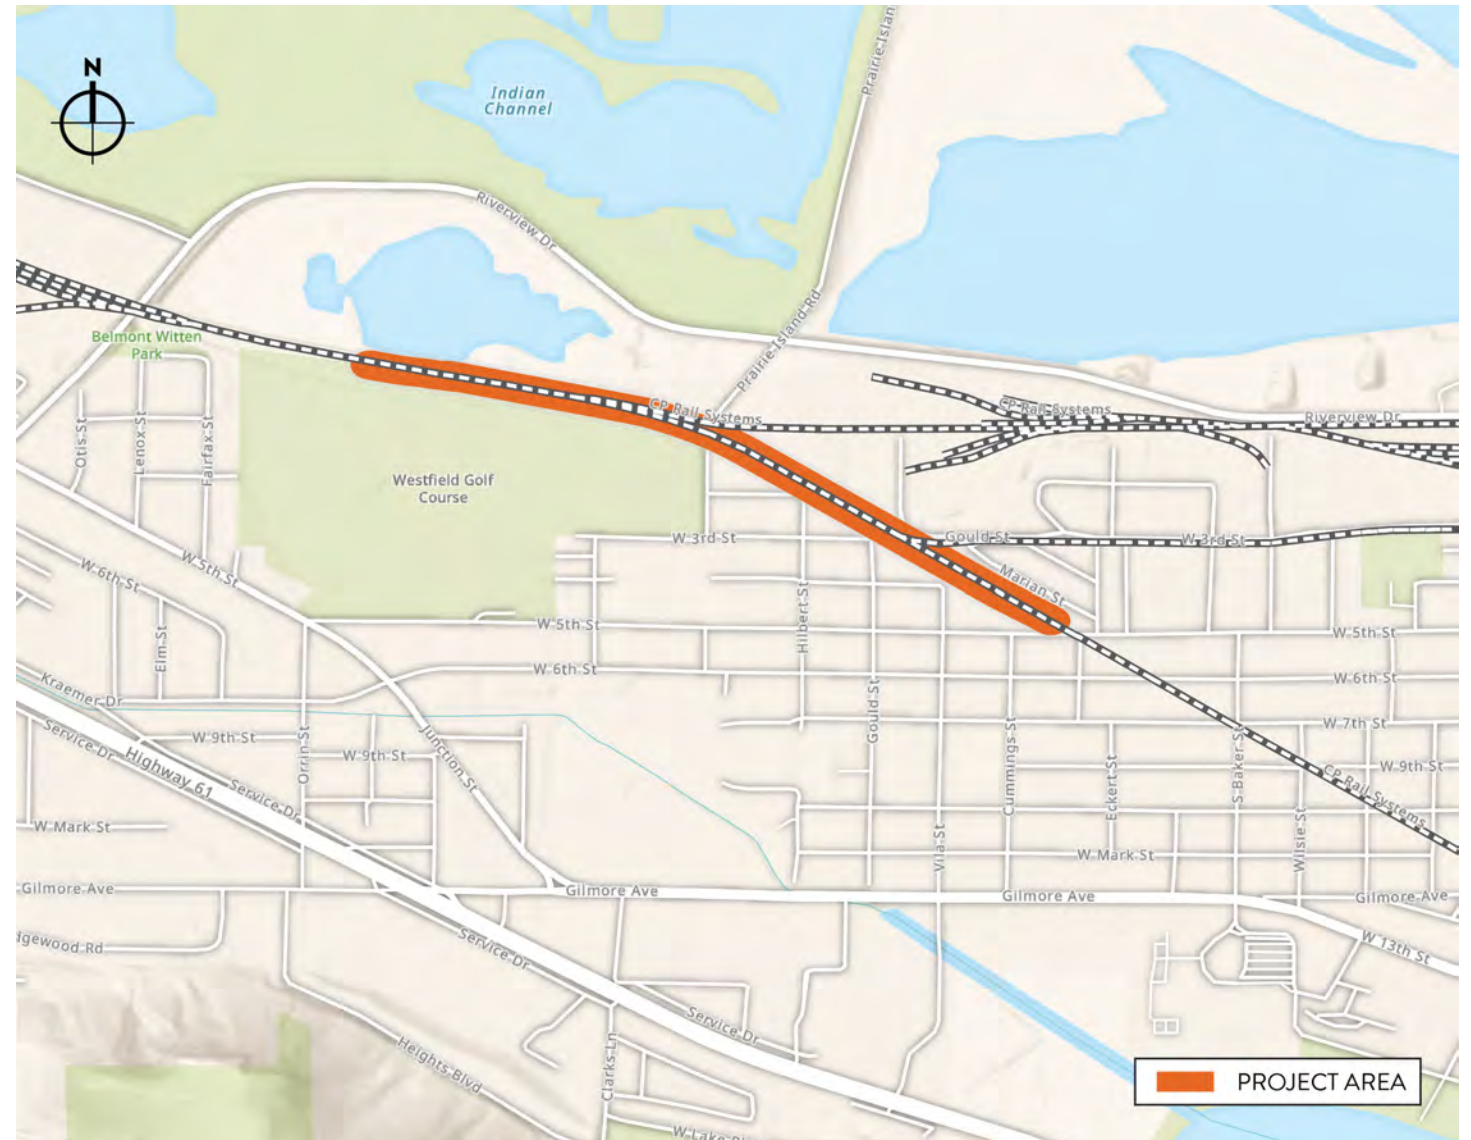 N
Indian
Channel
Prairie-Islan
Riverview Dr
Belmont Witten
Park
Prairie-Island Rd
CP Rail Systems
CP Rail Systems
Riverview Dr
Otis St
Lenox St
Fairfax St
Westfield Golf
Course
W 3rd St
Gould St
W 3rd St
W 5th St
W 6th St
Marian St
Hilbert St
Elm St
W 5th St
W 5th St
W 6th St
W 6th St
Kraemer Dr
Gould St
W 7th St
Service Dr
Highway 61
W 9th St
Orrin St
W 9th St
Junction St
Cummings St
Eckert St
S Baker St
W 9th St
CP Rail Systems
Service Dr
W Mark St
Vila St
W Mark St
Wilsie St
Gilmore Ave
Gilmore Ave
Gilmore Ave
Gilmore Ave
dgewood Rd
Service Dr
W 13th St
Service Dr
Heights Blvd
Clarks Ln
PROJECT AREA